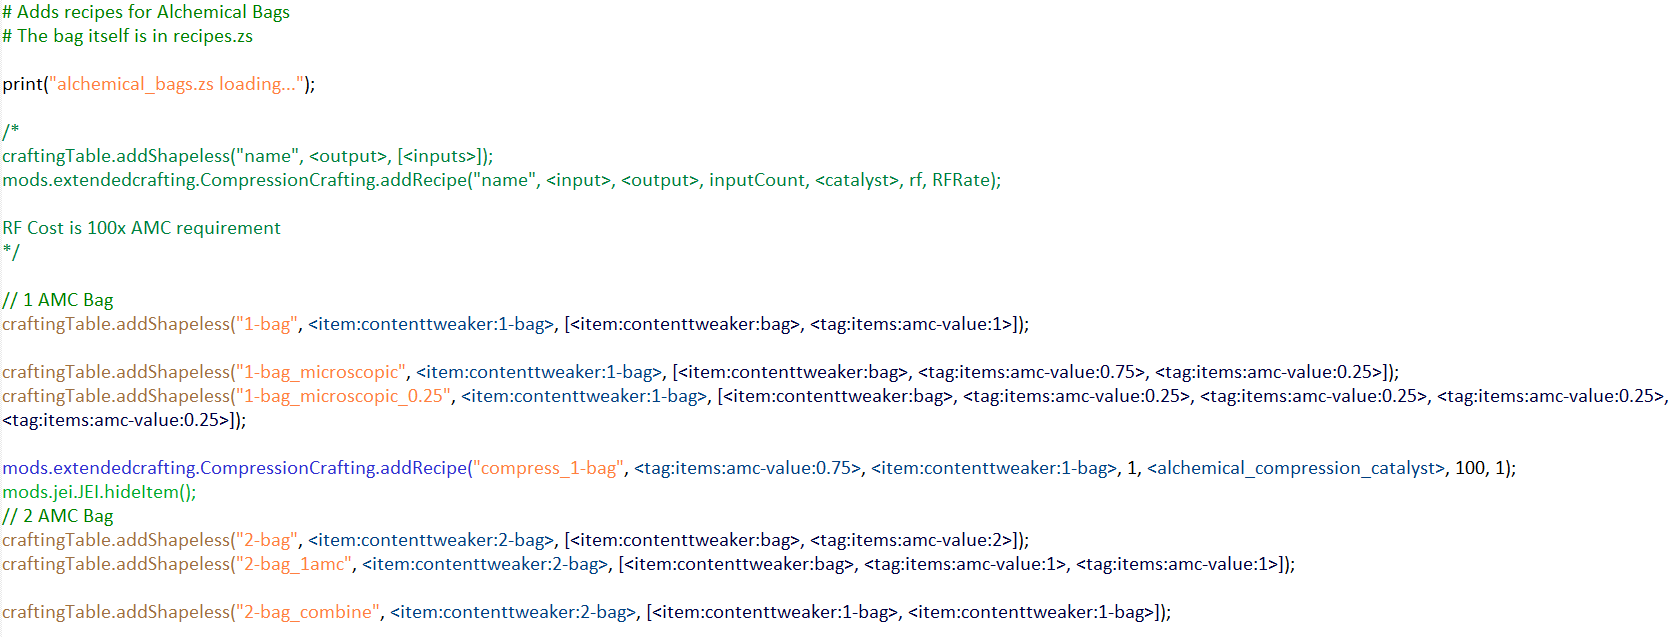 # Adds recipes for Alchemical Bags
# The bag itself is in recipes.zs
print("alchemical_bags.zs loading...");
/*
craftingTable.addShapeless("name", <output>, [<inputs>]);
mods.extendedcrafting.CompressionCrafting.addRecipe("name", <input>, <output>, inputCount, <catalyst>, rf, RFRate);
RF Cost is 100x AMC requirement
*/
// 1 AMC Bag
craftingTable.addShapeless("1-bag", <item:contenttweaker:1-bag>, [<item:contenttweaker:bag>, <tag:items:amc-value:1>]);
craftingTable.addShapeless("1-bag_microscopic", <item:contenttweaker:1-bag>, [<item:contenttweaker:bag>, <tag:items:amc-value:0.75>, <tag:items:amc-value:0.25>]);
craftingTable.addShapeless("1-bag_microscopic_0.25", <item:contenttweaker:1-bag>, [<item:contenttweaker:bag>, <tag:items:amc-value:0.25>, <tag:items:amc-value:0.25>, <tag:items:amc-value:0.25>,
<tag:items:amc-value:0.25>]);
mods.extendedcrafting.CompressionCrafting.addRecipe("compress_1-bag", <tag:items:amc-value:0.75>, <item:contenttweaker:1-bag>, 1, <alchemical_compression_catalyst>, 100, 1);
mods.jei.JEI.hideItem();
// 2 AMC Bag
craftingTable.addShapeless("2-bag", <item:contenttweaker:2-bag>, [<item:contenttweaker:bag>, <tag:items:amc-value:2>]);
craftingTable.addShapeless("2-bag_1amc", <item:contenttweaker:2-bag>, [<item:contenttweaker:bag>, <tag:items:amc-value:1>, <tag:items:amc-value:1>]);
craftingTable.addShapeless("2-bag_combine", <item:contenttweaker:2-bag>, [<item:contenttweaker:1-bag>, <item:contenttweaker:1-bag>]);